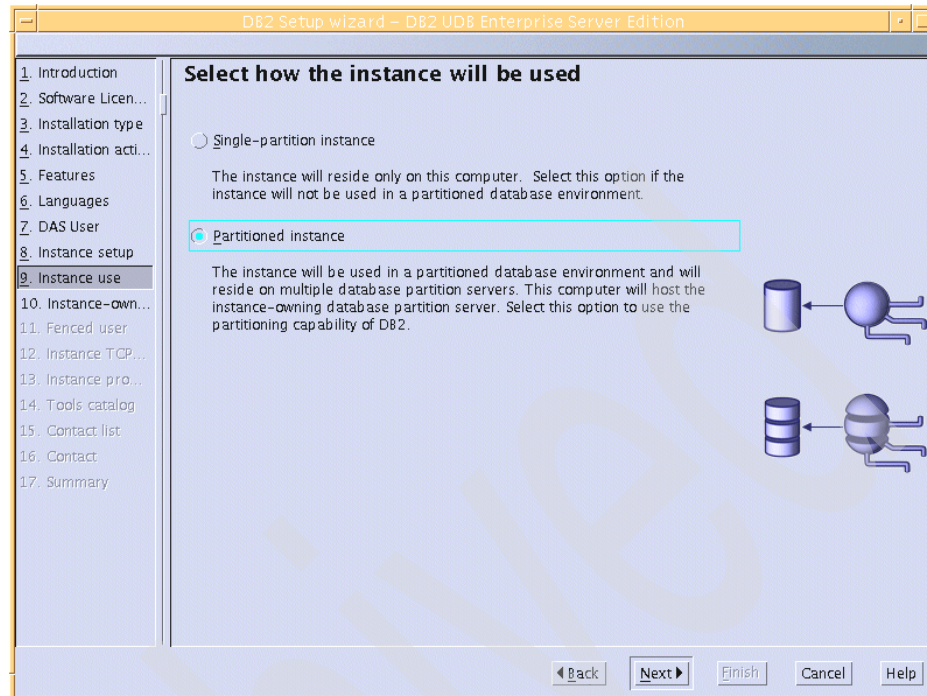 DB2 Setup wizard – DB2 UDB Enterprise Server Edition
1. Introduction
2. Software Licen...
3. Installation type
4. Installation acti...
5. Features
6. Languages
7. DAS User
8. Instance setup
9. Instance use
10. Instance-own...
11. Fenced user
12. Instance TCP...
13. Instance pro...
14. Tools catalog
15. Contact list
16. Contact
17. Summary
Select how the instance will be used
Single-partition instance
The instance will reside only on this computer. Select this option if the
instance will not be used in a partitioned database environment.
Partitioned instance
The instance will be used in a partitioned database environment and will
reside on multiple database partition servers. This computer will host the
instance-owning database partition server. Select this option to use the
partitioning capability of DB2.
Back
Next
Finish
Cancel
Help